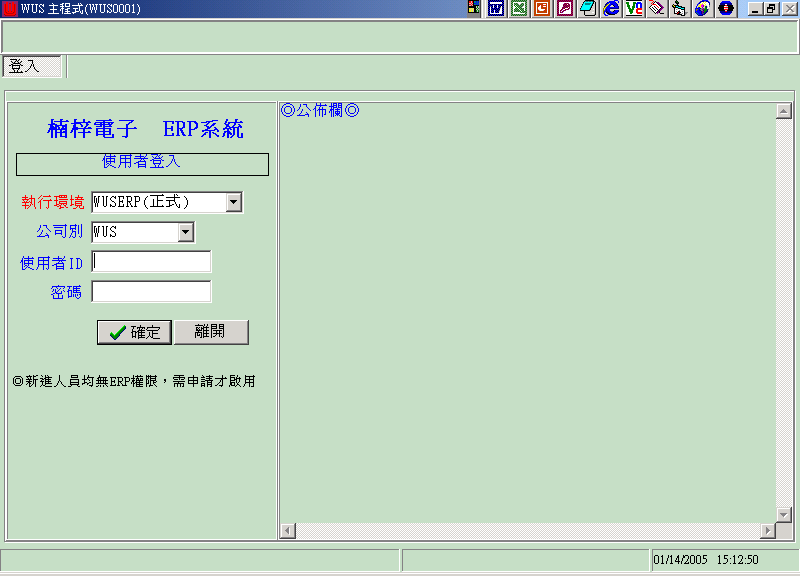 WUS 主程式(WUS0001)
登入
楠梓電子 ERP系統
使用者登入
執行環境 WUSERP(正式)
公司別 WUS
使用者ID
密碼
確定 離開
◎新進人員均無ERP權限，需申請才啟用
◎公佈欄◎
01/14/2005 15:12:50